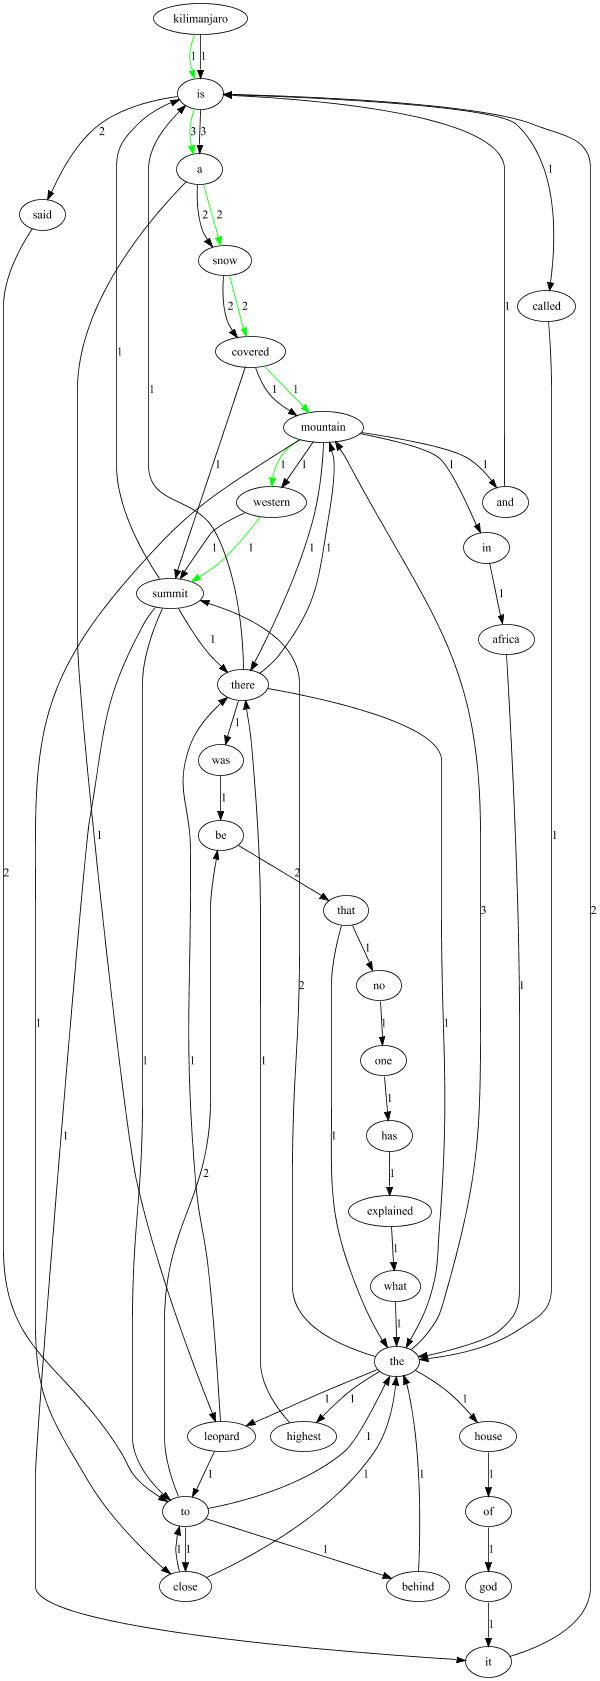 kilimanjaro
1 1
is
2 3 3 1
a
said
2 2
snow
called
2 2
covered
1 1 1
1 1 1 1
mountain
1 1 1 1
western
and
1 1 1 1
in
1
summit
africa
1
there
1
was
1
be
1 1 1
2 2 3
that
1
no
2 1 1
1
one
1 1 1
1
has
1 1 1
2 1
explained
1
what
1
the
1 1 1
leopard
highest
house
1 1 1
1 1
to
of
1 1 1 1
close
behind
god
1
it